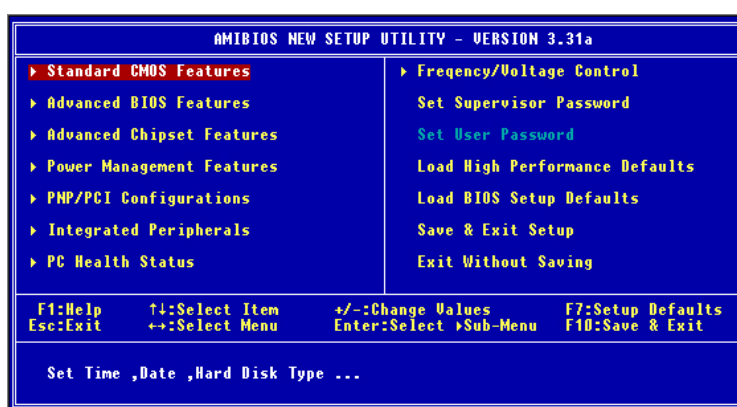 AMIBIOS NEW SETUP UTILITY - VERSION 3.31a
▸ Standard CMOS Features
▸ Advanced BIOS Features
▸ Advanced Chipset Features
▸ Power Management Features
▸ PNP/PCI Configurations
▸ Integrated Peripherals
▸ PC Health Status
▸ Freqency/Voltage Control
Set Supervisor Password
Set User Password
Load High Performance Defaults
Load BIOS Setup Defaults
Save & Exit Setup
Exit Without Saving
F1:Help ↑↓:Select Item +/-:Change Values F7:Setup Defaults
Esc:Exit ←→:Select Menu Enter:Select ▸Sub-Menu F10:Save & Exit
Set Time ,Date ,Hard Disk Type ...